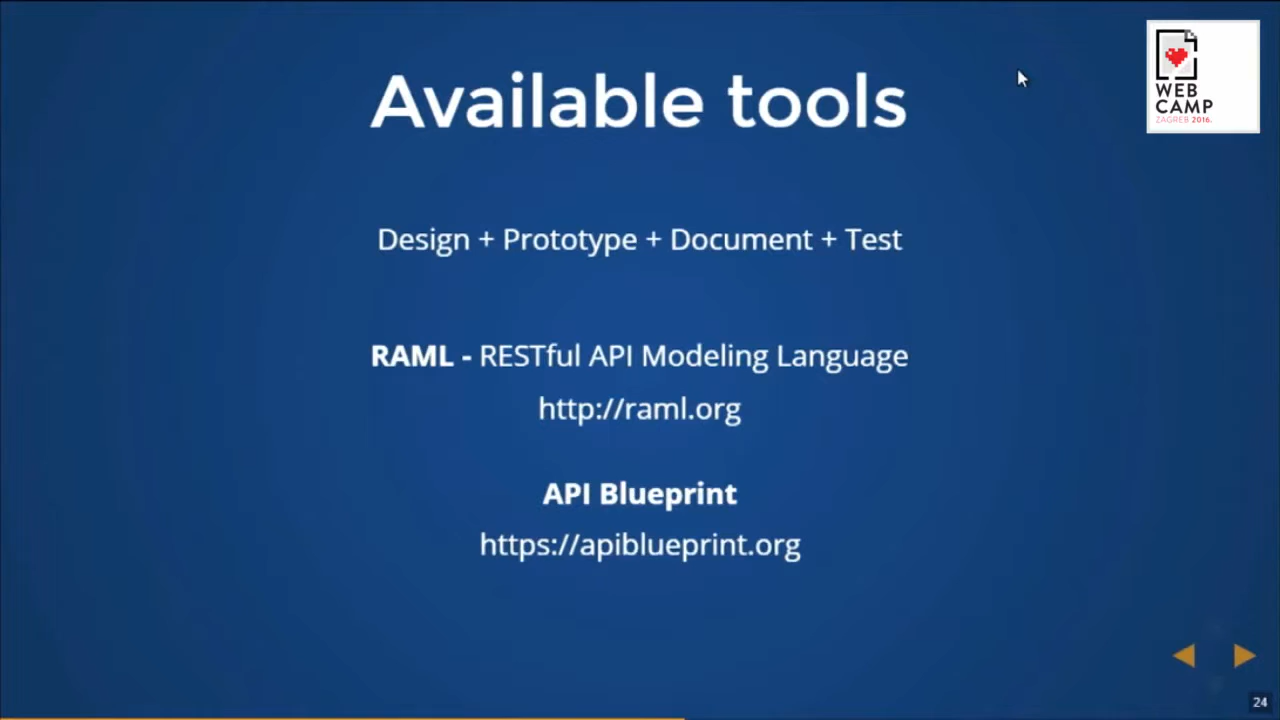 Available tools
WEB
CAMP
ZAGREB 2016.
Design + Prototype + Document + Test
RAML - RESTful API Modeling Language
http://raml.org
API Blueprint
https://apiblueprint.org
24